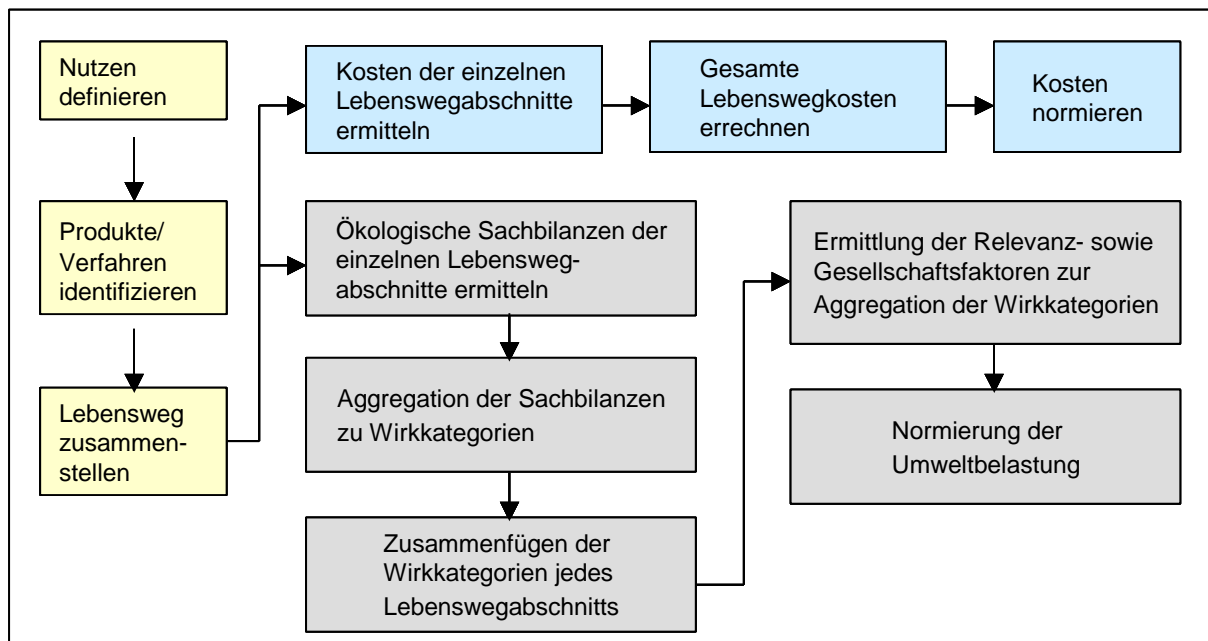 Nutzen
definieren
Produkte/
Verfahren
identifizieren
Lebensweg
zusammen-
stellen
Kosten der einzelnen
Lebenswegabschnitte
ermitteln
Gesamte
Lebenswegkosten
errechnen
Kosten
normieren
Ökologische Sachbilanzen der
einzelnen Lebensweg-
abschnitte ermitteln
Aggregation der Sachbilanzen
zu Wirkkategorien
Zusammenfügen der
Wirkkategorien jedes
Lebenswegabschnitts
Ermittlung der Relevanz- sowie
Gesellschaftsfaktoren zur
Aggregation der Wirkkategorien
Normierung der
Umweltbelastung